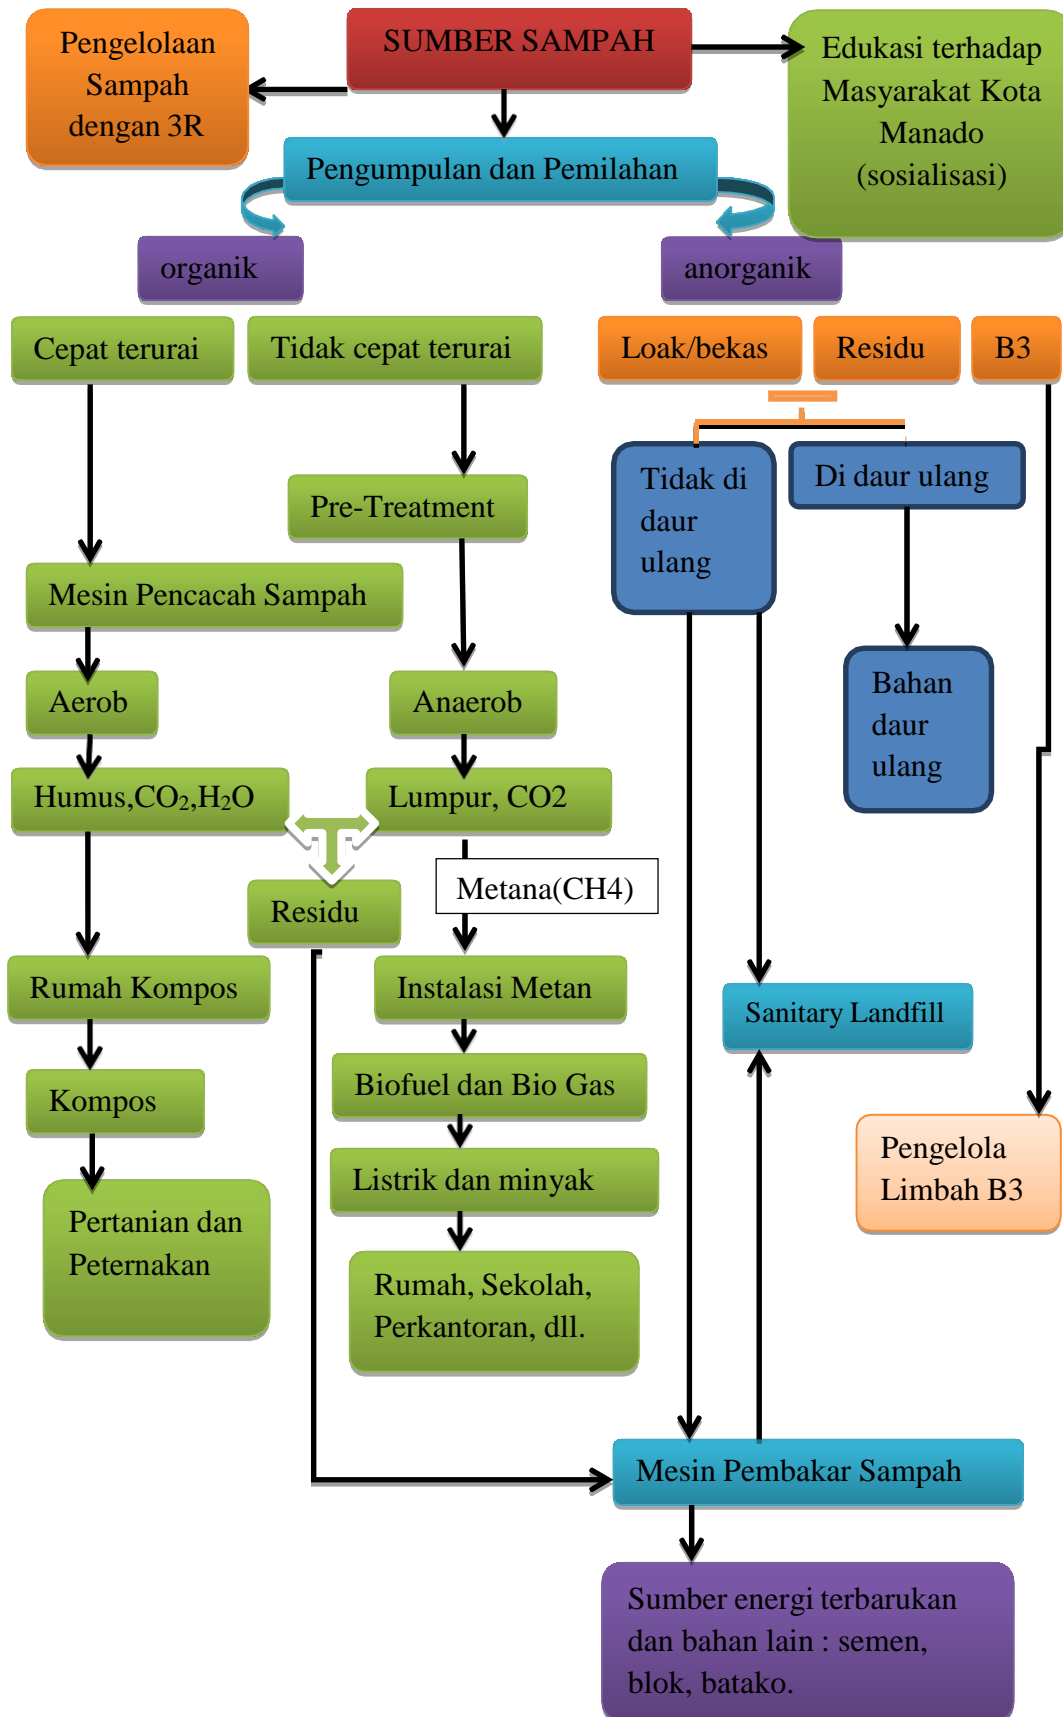 Pengelolaan
Sampah
dengan 3R
SUMBER SAMPAH
Edukasi terhadap
Masyarakat Kota
Manado
(sosialisasi)
Pengumpulan dan Pemilahan
organik
anorganik
Cepat terurai
Tidak cepat terurai
Loak/bekas
Residu
B3
Pre-Treatment
Tidak di
daur
ulang
Di daur ulang
Mesin Pencacah Sampah
Aerob
Anaerob
Bahan
daur
ulang
Humus,CO₂,H₂O
Lumpur, CO2
Metana(CH4)
Residu
Rumah Kompos
Instalasi Metan
Sanitary Landfill
Kompos
Biofuel dan Bio Gas
Pengelola
Limbah B3
Listrik dan minyak
Pertanian dan
Peternakan
Rumah, Sekolah,
Perkantoran, dll.
Mesin Pembakar Sampah
Sumber energi terbarukan
dan bahan lain : semen,
blok, batako.